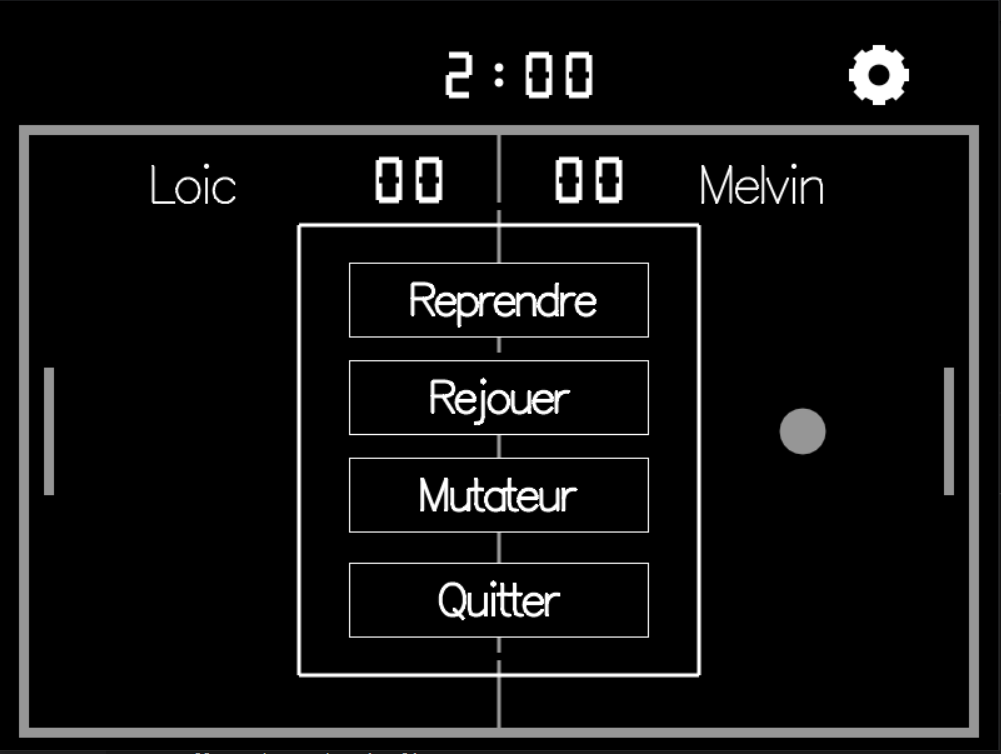 2:00
Loic 00 00 Melvin
Reprendre
Rejouer
Mutateur
Quitter